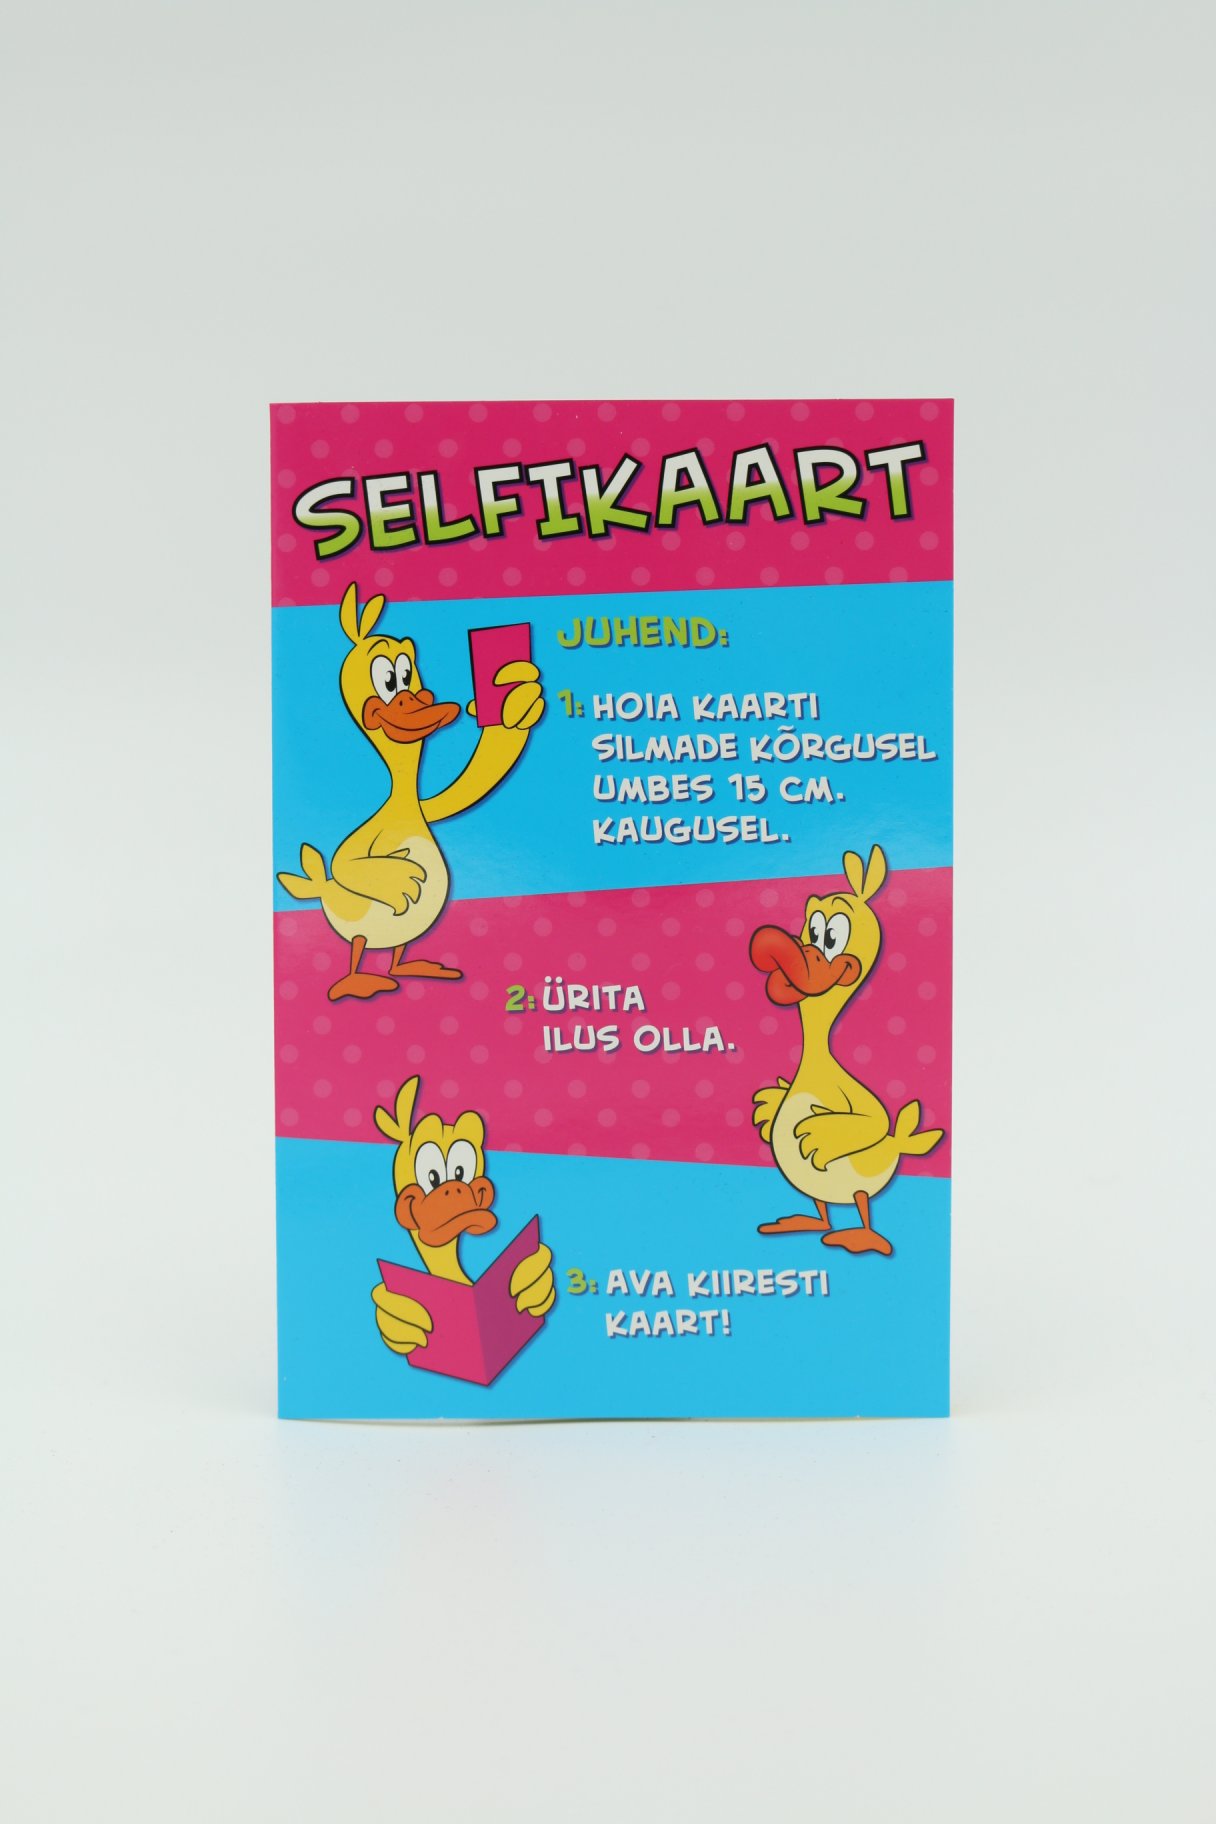 SELFIKAART
JUHEND:
1: HOIA KAARTI
SILMADE KÕRGUSEL
UMBES 15 CM.
KAUGUSEL.
2: ÜRITA
ILUS OLLA.
3: AVA KIIRESTI
KAART!